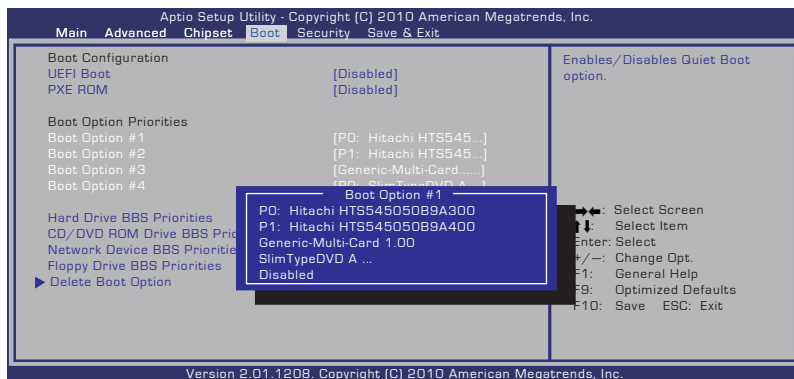 Aptio Setup Utility - Copyright (C) 2010 American Megatrends, Inc.
Main Advanced Chipset Boot Security Save & Exit
Boot Configuration
UEFI Boot [Disabled]
PXE ROM [Disabled]
Boot Option Priorities
Boot Option #1 [P0: Hitachi HTS545...]
Boot Option #2 [P1: Hitachi HTS545...]
Boot Option #3 [Generic-Multi-Card......]
Boot Option #4 [P0: SlimTypeDVD A...]
Hard Drive BBS Priorities
CD/DVD ROM Drive BBS Prio
Network Device BBS Prioritie
Floppy Drive BBS Priorities
Delete Boot Option
Boot Option #1
P0: Hitachi HTS545050B9A300
P1: Hitachi HTS545050B9A400
Generic-Multi-Card 1.00
SlimTypeDVD A ...
Disabled
Enables/Disables Quiet Boot
option.
→←: Select Screen
↑↓: Select Item
Enter: Select
+/—: Change Opt.
F1: General Help
F9: Optimized Defaults
F10: Save ESC: Exit
Version 2.01.1208. Copyright (C) 2010 American Megatrends, Inc.